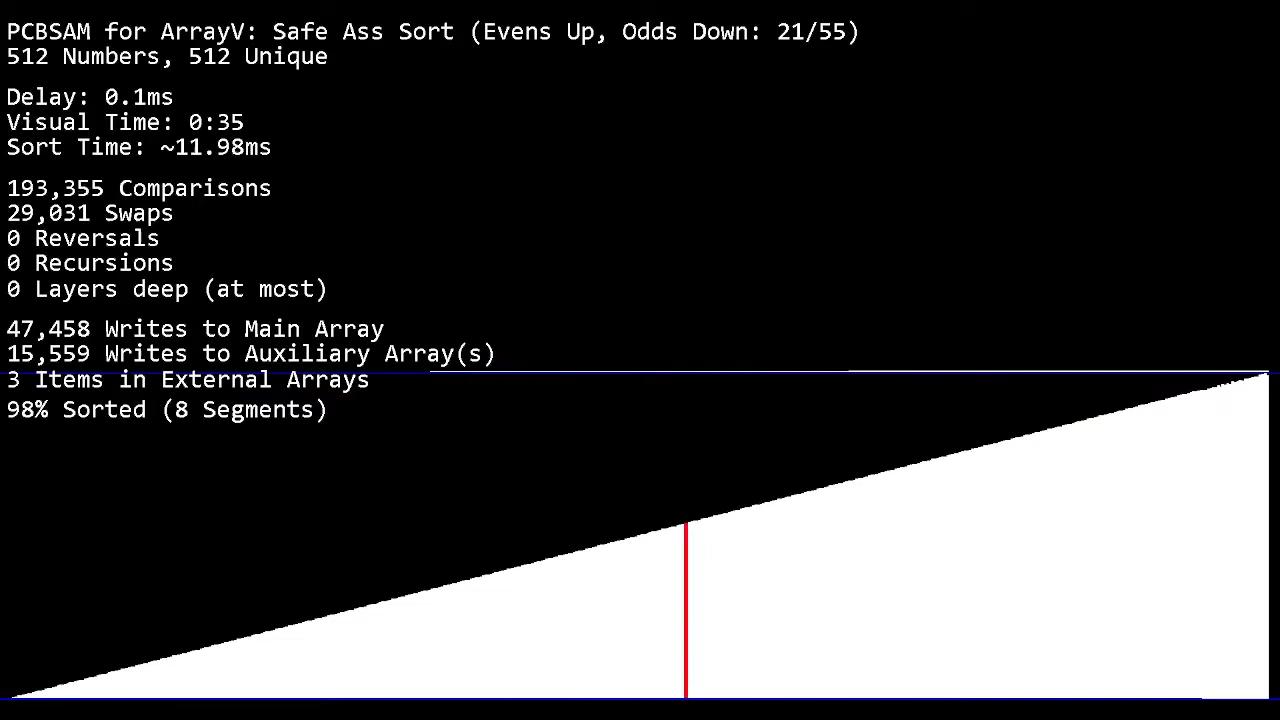 PCBSAM for ArrayV: Safe Ass Sort (Evens Up, Odds Down: 21/55)
512 Numbers, 512 Unique
Delay: 0.1ms
Visual Time: 0:35
Sort Time: ~11.98ms
193,355 Comparisons
29,031 Swaps
0 Reversals
0 Recursions
0 Layers deep (at most)
47,458 Writes to Main Array
15,559 Writes to Auxiliary Array(s)
3 Items in External Arrays
98% Sorted (8 Segments)